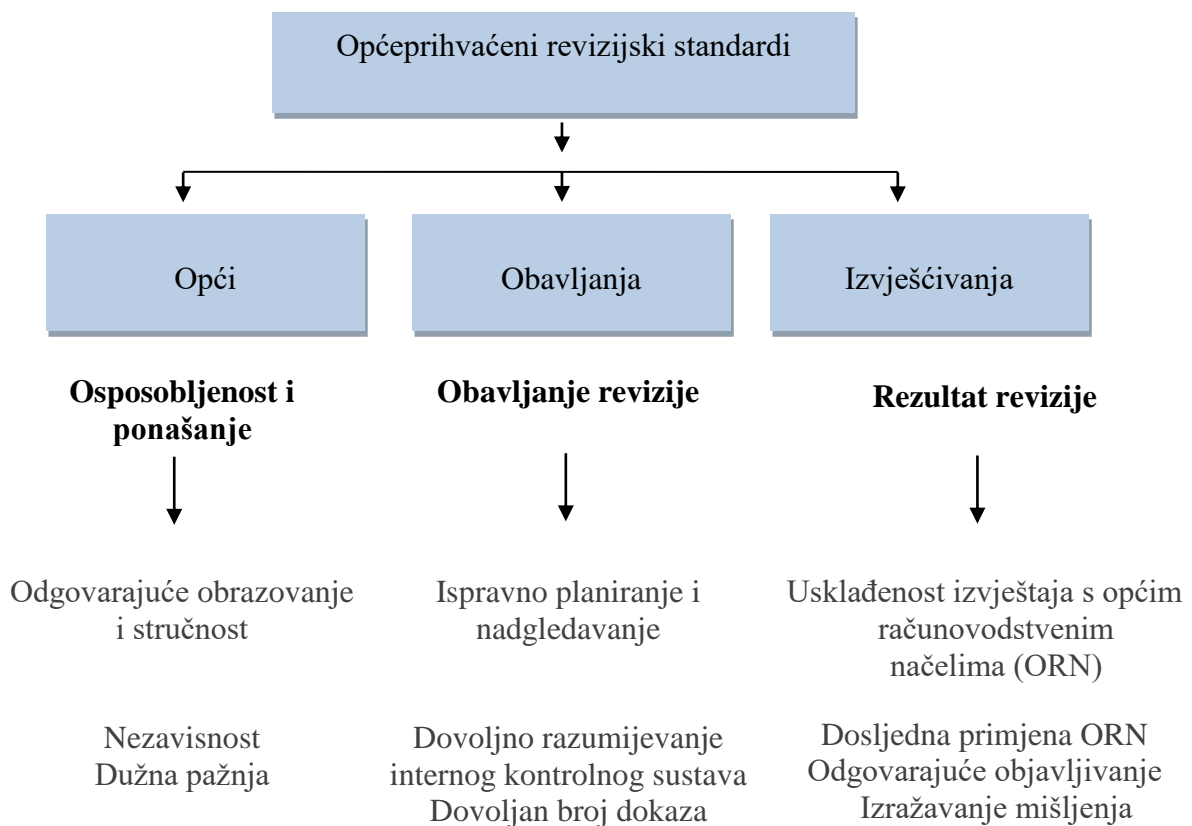 Općeprihvaćeni revizijski standardi
Opći
Obavljanja
Izvješćivanja
Osposobljenost i
ponašanje
Obavljanje revizije
Rezultat revizije
Odgovarajuće obrazovanje
i stručnost
Ispravno planiranje i
nadgledavanje
Usklađenost izvještaja s općim
računovodstvenim
načelima (ORN)
Nezavisnost
Dužna pažnja
Dovoljno razumijevanje
internog kontrolnog sustava
Dovoljan broj dokaza
Dosljedna primjena ORN
Odgovarajuće objavljivanje
Izražavanje mišljenja